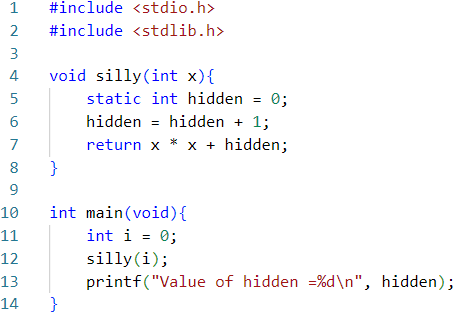 1 #include <stdio.h>
2 #include <stdlib.h>
3
4 void silly(int x){
5     static int hidden = 0;
6     hidden = hidden + 1;
7     return x * x + hidden;
8 }
9
10 int main(void){
11     int i = 0;
12     silly(i);
13     printf("Value of hidden =%d\n", hidden);
14 }